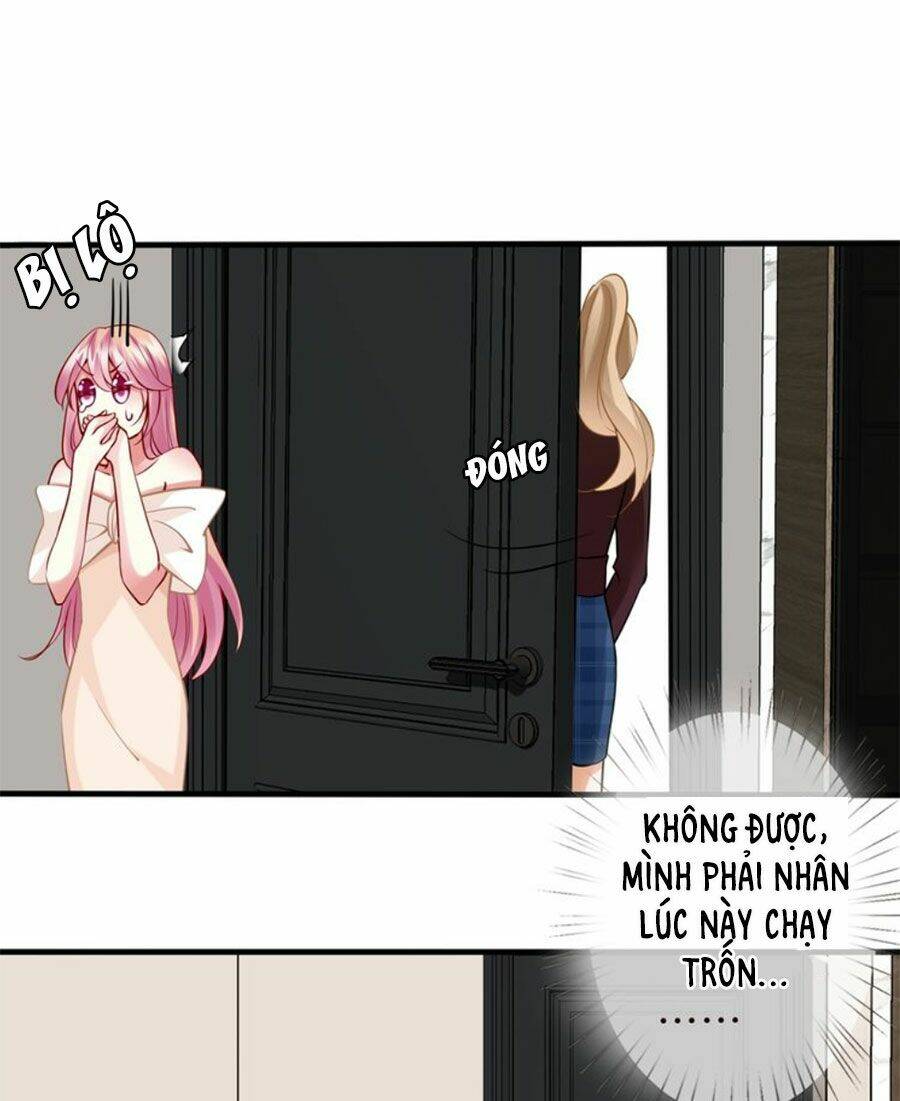 BỊ LỘ
ĐÓNG
KHÔNG ĐƯỢC,
MÌNH PHẢI NHÂN
LÚC NÀY CHẠY
TRỐN...
......